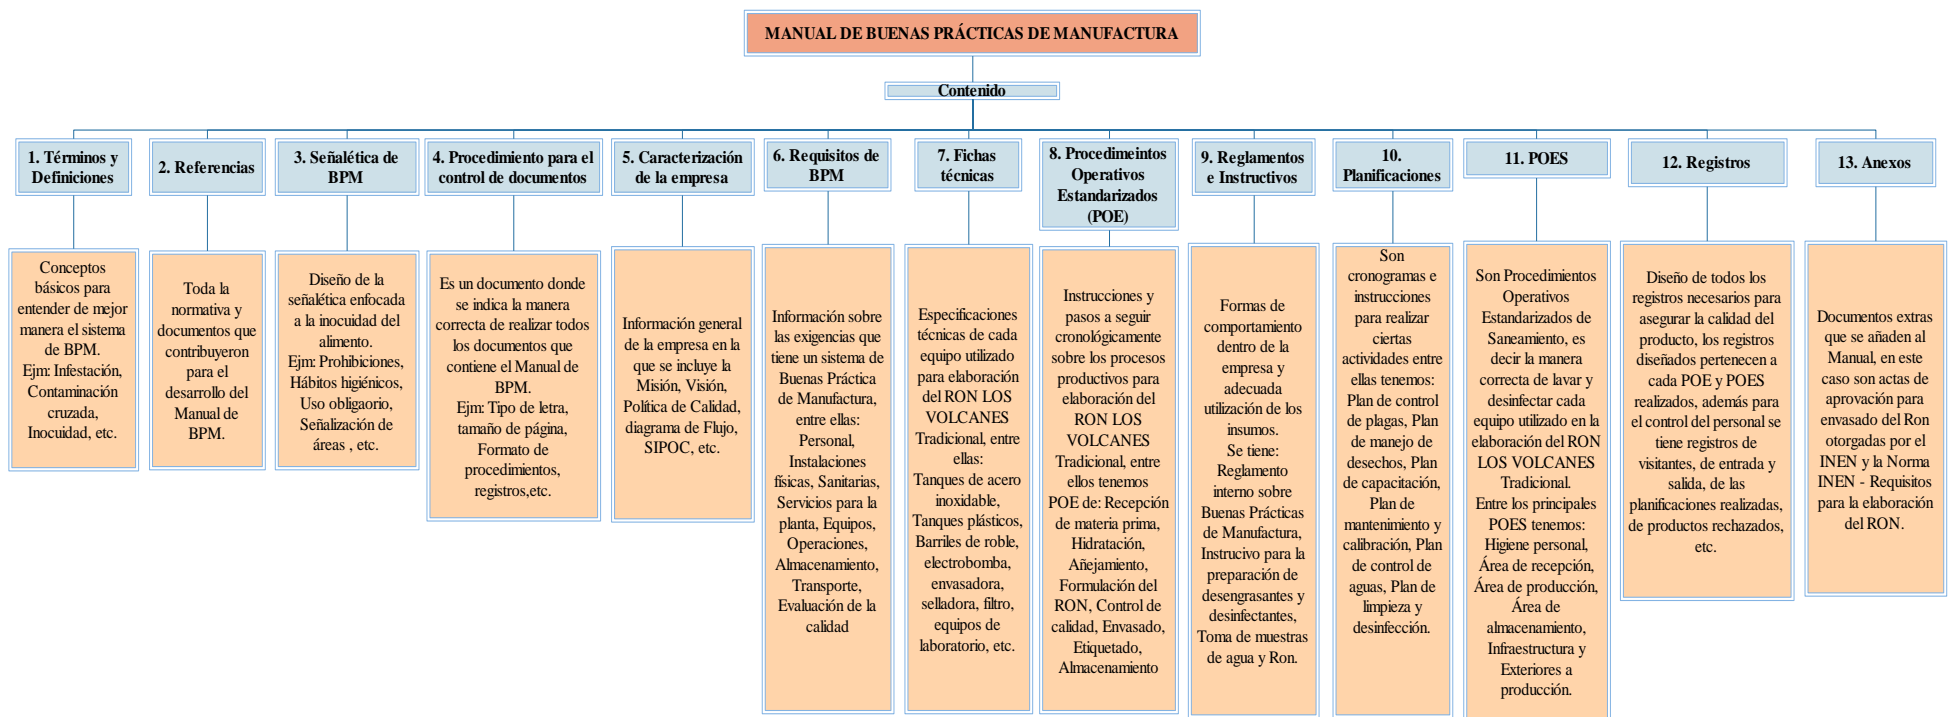 MANUAL DE BUENAS PRÁCTICAS DE MANUFACTURA
Contenido
1. Términos y
Definiciones
Conceptos
básicos para
entender de mejor
manera el sistema
de BPM.
Ejm: Infestación,
Contaminación
cruzada,
Inocuidad, etc.
2. Referencias
Toda la
normativa y
documentos que
contribuyeron
para el
desarrollo del
Manual de
BPM.
3. Señalética de
BPM
Diseño de la
señalética enfocada
a la inocuidad del
alimento.
Ejm: Prohibiciones,
Hábitos higiénicos,
Uso obligaorio,
Señalización de
áreas , etc.
4. Procedimiento para el
control de documentos
Es un documento donde
se indica la manera
correcta de realizar todos
los documentos que
contiene el Manual de
BPM.
Ejm: Tipo de letra,
tamaño de página,
Formato de
procedimientos,
registros,etc.
5. Caracterización
de la empresa
Información general
de la empresa en la
que se incluye la
Misión, Visión,
Política de Calidad,
diagrama de Flujo,
SIPOC, etc.
6. Requisitos de
BPM
Información sobre
las exigencias que
tiene un sistema de
Buenas Práctica
de Manufactura,
entre ellas:
Personal,
Instalaciones
físicas, Sanitarias,
Servicios para la
planta, Equipos,
Operaciones,
Almacenamiento,
Transporte,
Evaluación de la
calidad
7. Fichas
técnicas
Especificaciones
técnicas de cada
equipo utilizado
para elaboración
del RON LOS
VOLCANES
Tradicional, entre
ellas:
Tanques de acero
inoxidable,
Tanques plásticos,
Barriles de roble,
electrobomba,
envasadora,
selladora, filtro,
equipos de
laboratorio, etc.
8. Procedimeintos
Operativos
Estandarizados
(POE)
Instrucciones y
pasos a seguir
cronológicamente
sobre los procesos
productivos para
elaboración del
RON LOS
VOLCANES
Tradicional, entre
ellos tenemos
POE de: Recepción
de materia prima,
Hidratación,
Añejamiento,
Formulación del
RON, Control de
calidad, Envasado,
Etiquetado,
Almacenamiento
9. Reglamentos
e Instructivos
Formas de
comportamiento
dentro de la
empresa y
adecuada
utilización de los
insumos.
Se tiene:
Reglamento
interno sobre
Buenas Prácticas
de Manufactura,
Instrucivo para la
preparación de
desengrasantes y
desinfectantes,
Toma de muestras
de agua y Ron.
10.
Planificaciones
Son
cronogramas e
instrucciones
para realizar
ciertas
actividades entre
ellas tenemos:
Plan de control
de plagas, Plan
de manejo de
desechos, Plan
de capacitación,
Plan de
mantenimiento y
calibración, Plan
de control de
aguas, Plan de
limpieza y
desinfección.
11. POES
Son Procedimientos
Operativos
Estandarizados de
Saneamiento, es
decir la manera
correcta de lavar y
desinfectar cada
equipo utilizado en la
elaboración del RON
LOS VOLCANES
Tradicional.
Entre los principales
POES tenemos:
Higiene personal,
Área de recepción,
Área de producción,
Área de
almacenamiento,
Infraestructura y
Exteriores a
producción.
12. Registros
Diseño de todos los
registros necesarios para
asegurar la calidad del
producto, los registros
diseñados pertenecen a
cada POE y POES
realizados, además para
el control del personal se
tiene registros de
visitantes, de entrada y
salida, de las
planificaciones realizadas,
de productos rechazados,
etc.
13. Anexos
Documentos extras
que se añaden al
Manual, en este
caso son actas de
aprovación para
envasado del Ron
otorgadas por el
INEN y la Norma
INEN - Requisitos
para la elaboración
del RON.